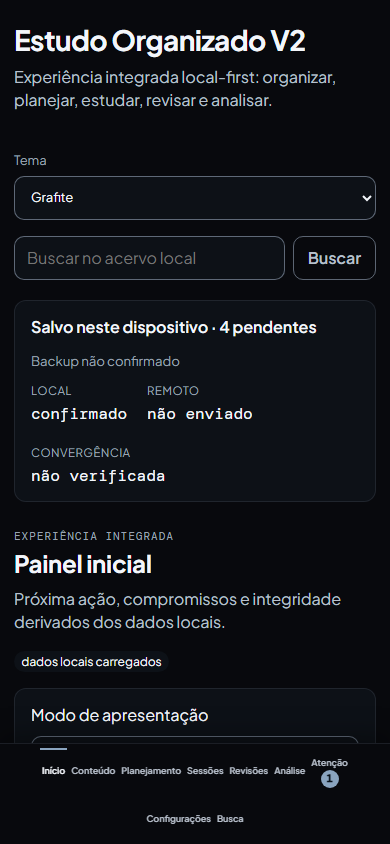 Estudo Organizado V2
Experiência integrada local-first: organizar,
planejar, estudar, revisar e analisar.
Tema
Grafite
Buscar no acervo local
Buscar
Salvo neste dispositivo · 4 pendentes
Backup não confirmado
LOCAL
confirmado
REMOTO
não enviado
CONVERGÊNCIA
não verificada
EXPERIÊNCIA INTEGRADA
Painel inicial
Próxima ação, compromissos e integridade
derivados dos dados locais.
dados locais carregados
Modo de apresentação
Início Conteúdo Planejamento Sessões Revisões Análise Atenção
1
Configurações Busca